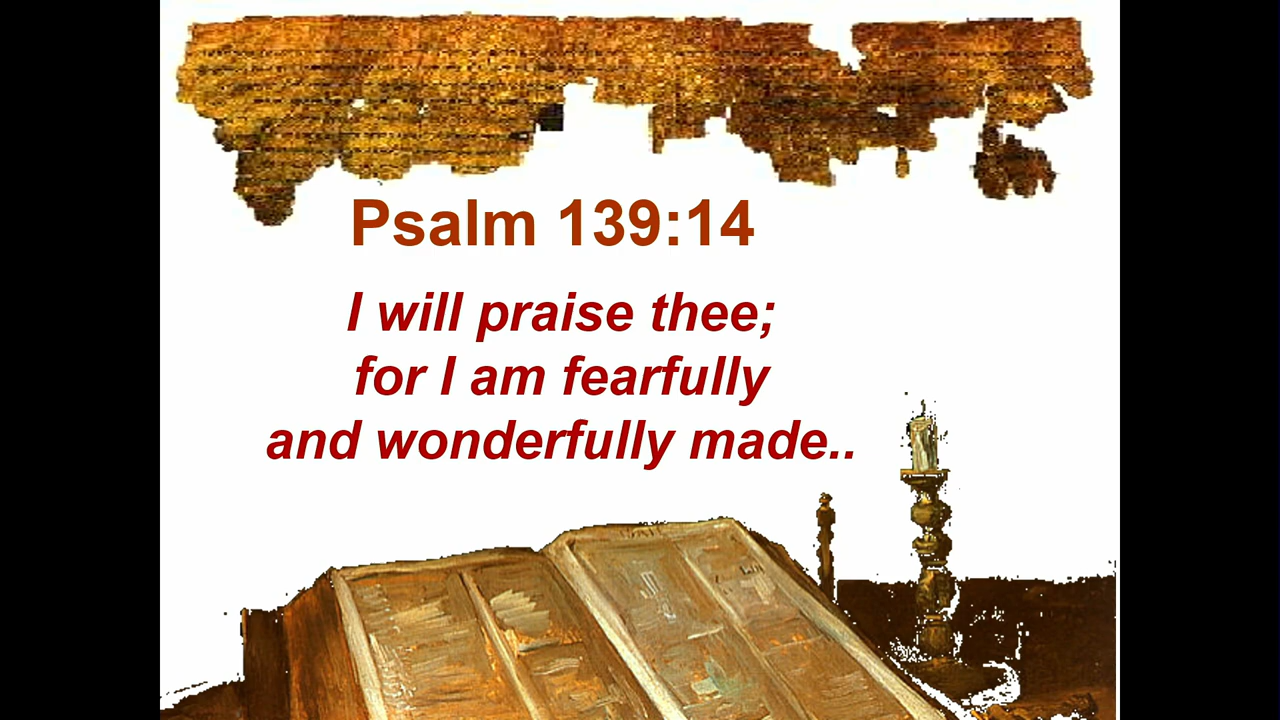 Psalm 139:14
I will praise thee;
for I am fearfully
and wonderfully made..